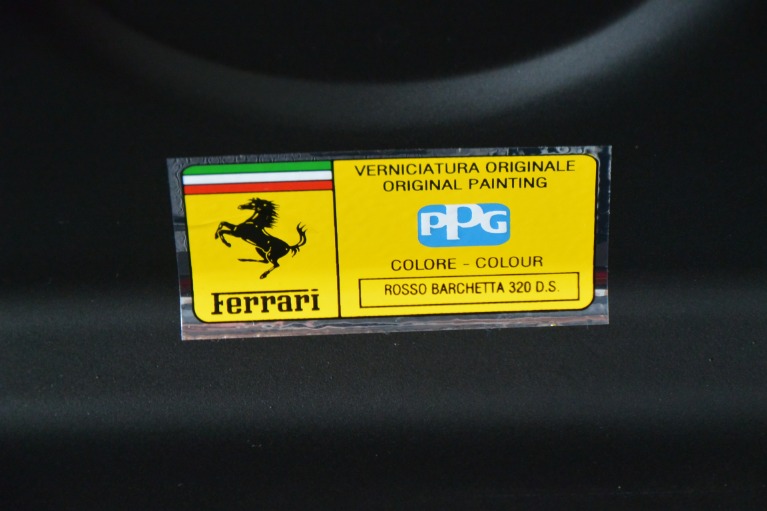 VERNICIATURA ORIGINALE
ORIGINAL PAINTING
PPG
COLORE - COLOUR
ROSSO BARCHETTA 320 D.S.
Ferrari